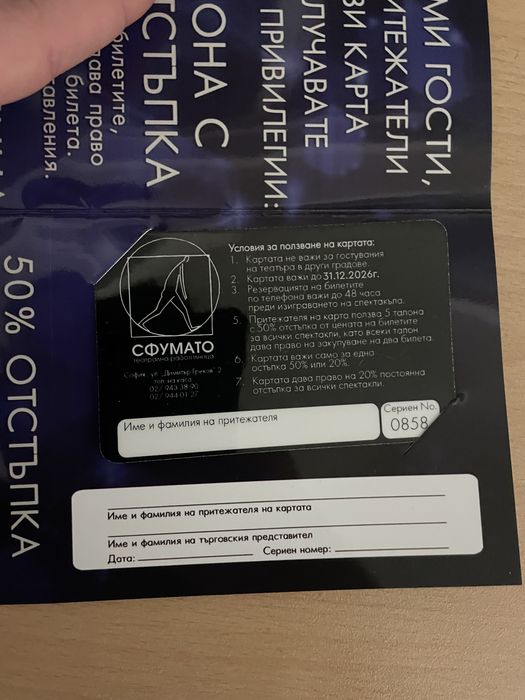 МИ ГОСТИ,
ИТЕЖАТЕЛИ
ВИ КАРТА
ЛУЧАВАТЕ
ПРИВИЛЕГИИ:
ОНА С
СТЪПКА
билетите,
дава право
билета.
тавления.
50% ОТСТЪПКА
СФУМАТО
театрална работилница
София, ул. „Димитър Греков" 2
тел. на каса:
02/ 943 38 90
02/ 944 01 27
Условия за ползване на картата:
1. Картата не важи за гостувания
на театъра в други градове.
2. Картата важи до 31.12.2026г.
3. Резервацията на билетите
по телефона важи до 48 часа
преди изиграването на спектакъла.
5. Притежателя на карта ползва 5 талона
с 50% отстъпка от цената на билетите
за всички спектакли, като всеки талон
дава право на закупуване на два билета.
6. Картата важи само за една
остъпка 50% или 20%.
7. Картата дава право на 20% постоянна
отстъпка за всички спектакли.
Име и фамилия на притежателя
Сериен No.
0858
Име и фамилия на притежателя на картата
Име и фамилия на търговския представител
Дата: Сериен номер: